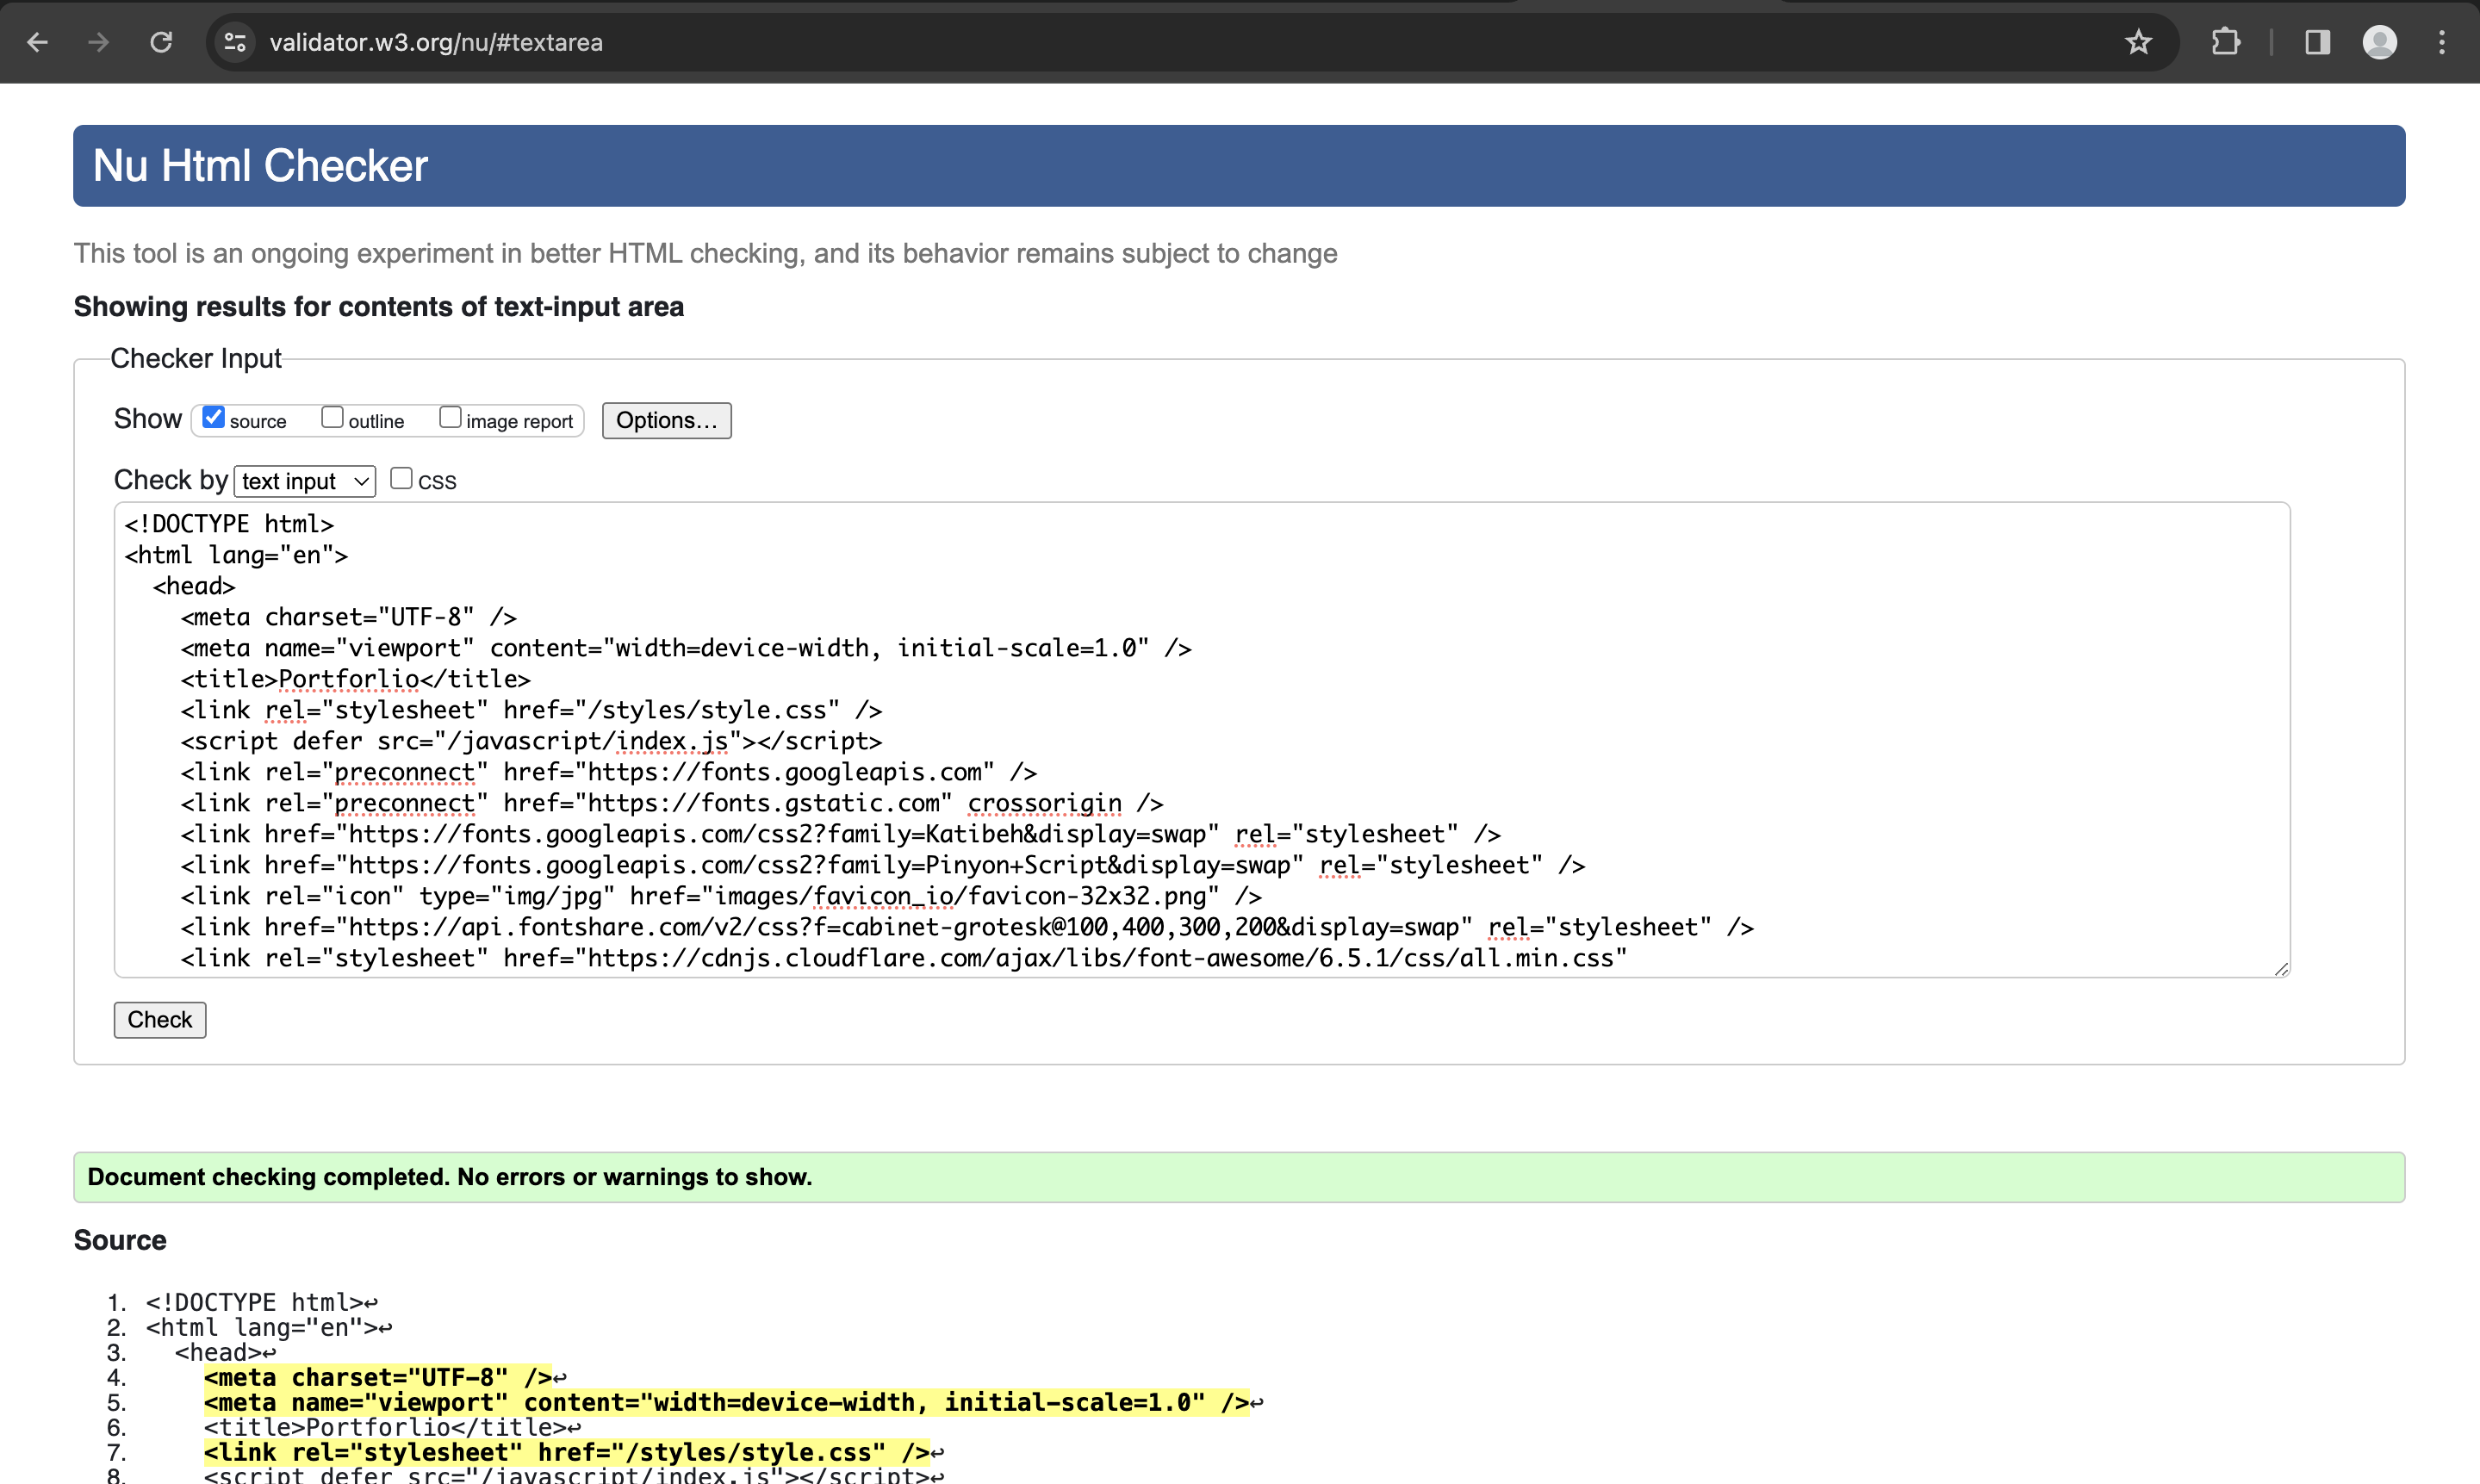 validator.w3.org/nu/#textarea
Nu Html Checker
This tool is an ongoing experiment in better HTML checking, and its behavior remains subject to change
Showing results for contents of text-input area
Checker Input
Show source outline image report Options...
Check by text input css
<!DOCTYPE html>
<html lang="en">
<head>
<meta charset="UTF-8" />
<meta name="viewport" content="width=device-width, initial-scale=1.0" />
<title>Portforlio</title>
<link rel="stylesheet" href="/styles/style.css" />
<script defer src="/javascript/index.js"></script>
<link rel="preconnect" href="https://fonts.googleapis.com" />
<link rel="preconnect" href="https://fonts.gstatic.com" crossorigin />
<link href="https://fonts.googleapis.com/css2?family=Katibeh&display=swap" rel="stylesheet" />
<link href="https://fonts.googleapis.com/css2?family=Pinyon+Script&display=swap" rel="stylesheet" />
<link rel="icon" type="img/jpg" href="images/favicon_io/favicon-32x32.png" />
<link href="https://api.fontshare.com/v2/css?f=cabinet-grotesk@100,400,300,200&display=swap" rel="stylesheet" />
<link rel="stylesheet" href="https://cdnjs.cloudflare.com/ajax/libs/font-awesome/6.5.1/css/all.min.css"
Check
Document checking completed. No errors or warnings to show.
Source
1. <!DOCTYPE html>↩
2. <html lang="en">↩
3. <head>↩
4. <meta charset="UTF-8" />↩
5. <meta name="viewport" content="width=device-width, initial-scale=1.0" />↩
6. <title>Portforlio</title>↩
7. <link rel="stylesheet" href="/styles/style.css" />↩
8. <script defer src="/javascript/index.js"></script>↩